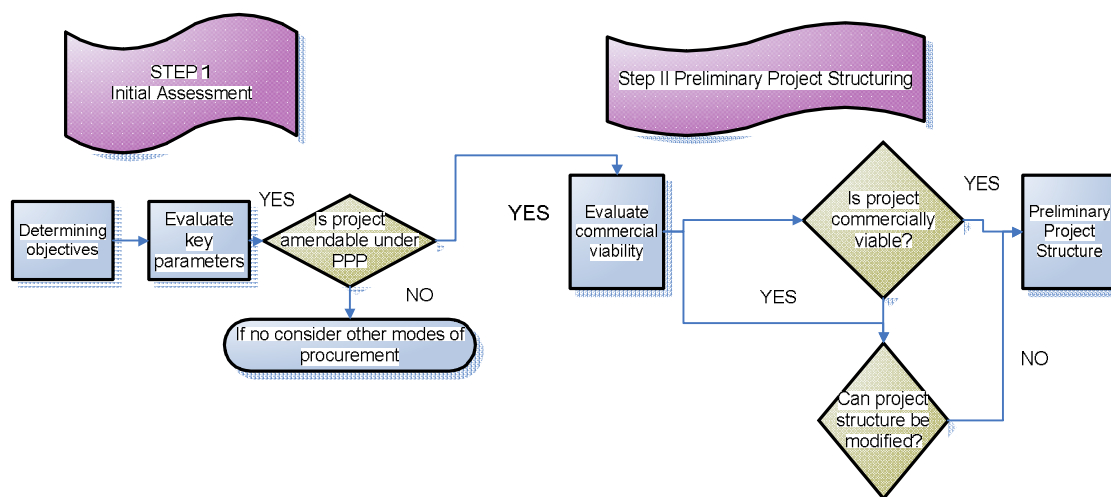 STEP 1
Initial Assessment
Step II Preliminary Project Structuring
Determining
objectives
Evaluate
key
parameters
YES
Is project
amendable under
PPP
NO
If no consider other modes of
procurement
YES
Evaluate
commercial
viability
Is project
commercially
viable?
YES
YES
Can project
structure be
modified?
NO
Preliminary
Project
Structure